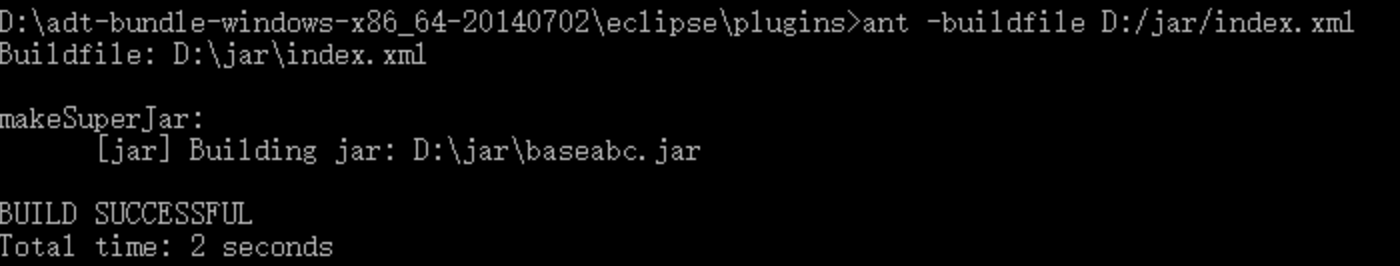 D:\adt-bundle-windows-x86_64-20140702\eclipse\plugins>ant -buildfile D:/jar/index.xml
Buildfile: D:\jar\index.xml
makeSuperJar:
[jar] Building jar: D:\jar\baseabc.jar
BUILD SUCCESSFUL
Total time: 2 seconds